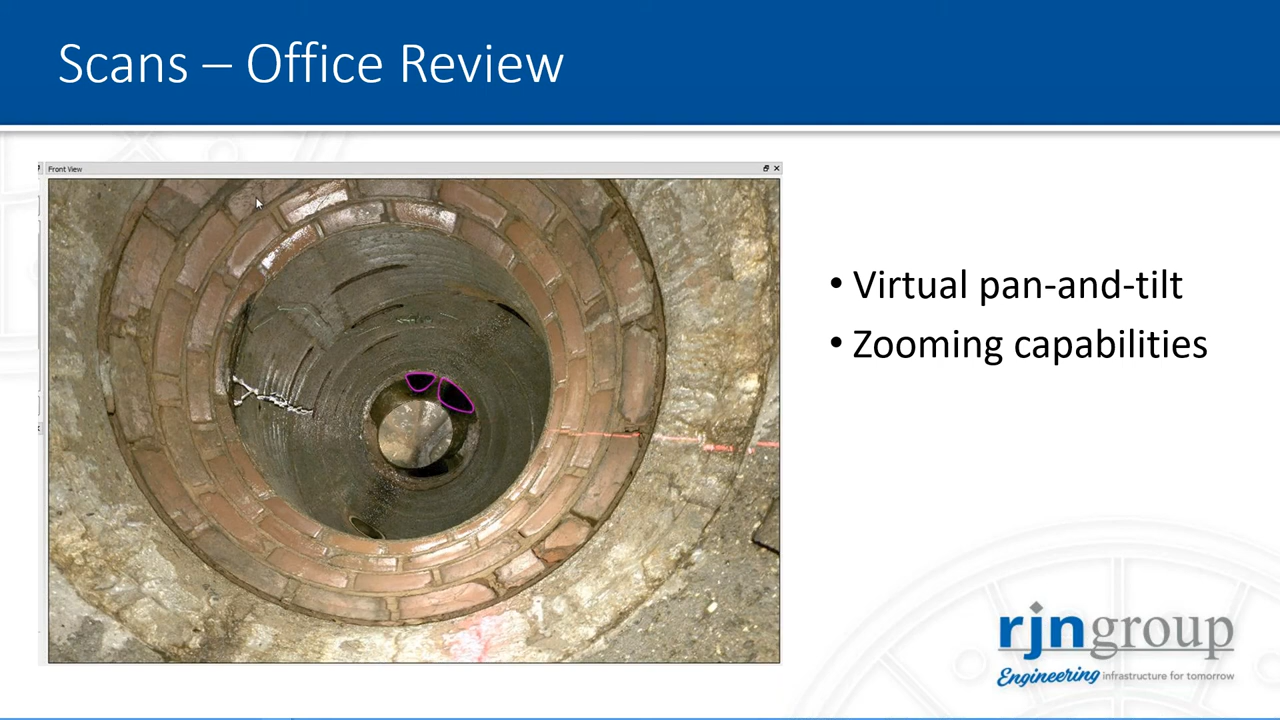 Scans – Office Review
Front View
• Virtual pan-and-tilt
• Zooming capabilities
rjngroup
Engineering infrastructure for tomorrow